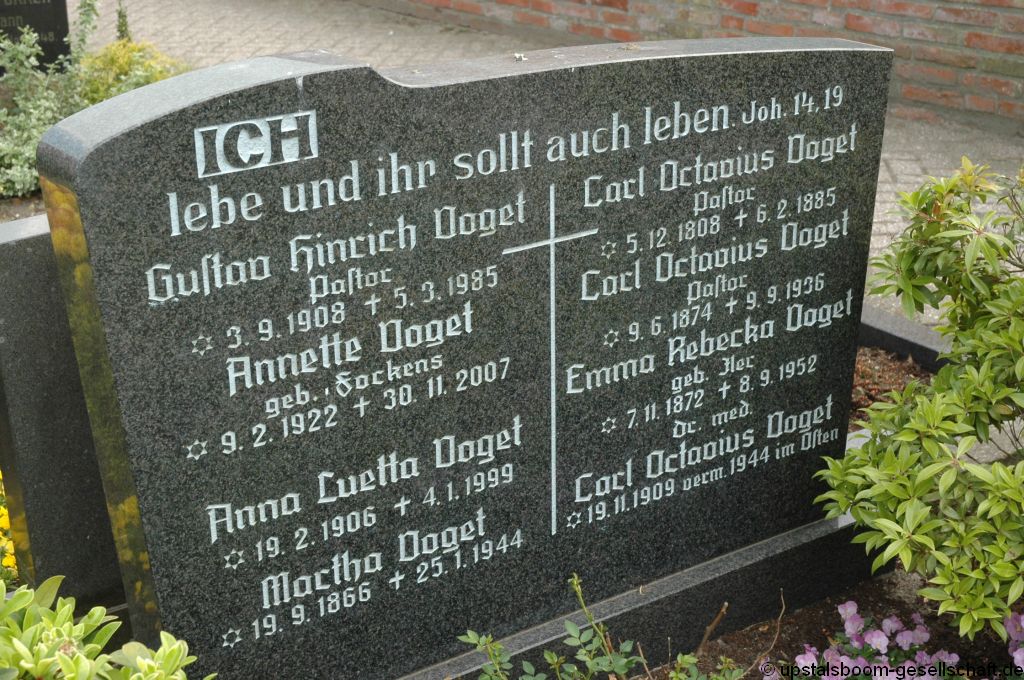 ICH
lebe und ihr sollt auch leben. Joh. 14,19
Gustav Hinrich Voget
Pastor
✡ 3.9.1908 + 5.3.1985
Annette Voget
geb. Fockens
✡ 9.2.1922 + 30.11.2007
Anna Luetta Voget
✡ 19.2.1906 + 4.1.1999
Martha Voget
✡ 19.9.1866 + 25.1.1944
Carl Octavius Voget
Pastor
✡ 5.12.1808 + 6.2.1885
Carl Octavius Voget
Pastor
✡ 9.6.1874 + 9.9.1936
Emma Rebecka Voget
geb. Iler
✡ 7.11.1872 + 8.9.1952
Dr. med.
Carl Octavius Voget
✡ 19.11.1909 verm. 1944 im Osten
© upstalsboom-gesellschaft.de